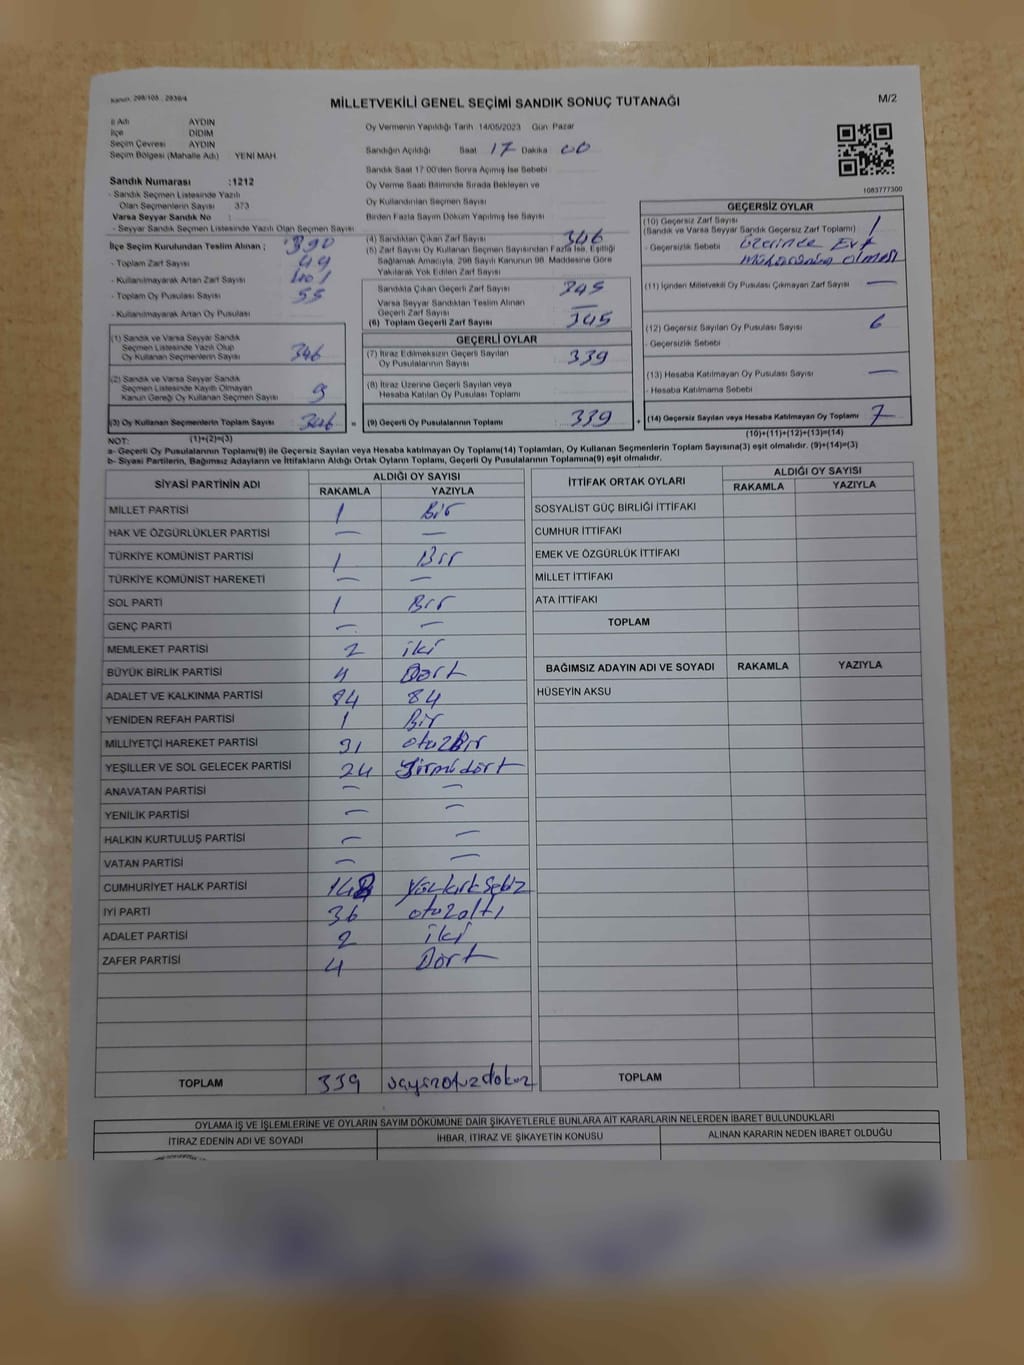 Kanun: 298/105 , 2839/4
MİLLETVEKİLİ GENEL SEÇİMİ SANDIK SONUÇ TUTANAĞI
M/2
İl Adı AYDIN
İlçe DİDİM
Seçim Çevresi AYDIN
Seçim Bölgesi (Mahalle Adı) : YENİ MAH.
Sandık Numarası :1212
- Sandık Seçmen Listesinde Yazılı
Olan Seçmenlerin Sayısı : 373
Varsa Seyyar Sandık No :
- Seyyar Sandık Seçmen Listesinde Yazılı Olan Seçmen Sayısı
Oy Vermenin Yapıldığı Tarih 14/05/2023 Gün Pazar
Sandığın Açıldığı Saat 17 Dakika 00
Sandık Saat 17 00'den Sonra Açımış İse Sebebi
Oy Verme Saati Bitiminde Sırada Bekleyen ve
Oy Kullandırılan Seçmen Sayısı
Birden Fazla Sayım Döküm Yapılmış İse Sayısı
1083777300
İlçe Seçim Kurulundan Teslim Alınan ; 390
- Toplam Zarf Sayısı 49
- Kullanılmayarak Artan Zarf Sayısı 401
- Toplam Oy Pusulası Sayısı 55
- Kullanılmayarak Artan Oy Pusulası
(1) Sandık ve Varsa Seyyar Sandık
Seçmen Listesinde Yazılı Olup
Oy Kullanan Seçmenlerin Sayısı 346
(2) Sandık ve Varsa Seyyar Sandık
Seçmen Listesinde Kayıtlı Olmayan
Kanun Gereği Oy Kullanan Seçmen Sayısı
(3) Oy Kullanan Seçmenlerin Toplam Sayısı 346 =
(1)+(2)=(3)
(4) Sandıktan Çıkan Zarf Sayısı 346
(5) Zarf Sayısı Oy Kullanan Seçmen Sayısından Fazla İse, Eşitliği
Sağlamak Amacıyla, 298 Sayılı Kanunun 98. Maddesine Göre
Yakılarak Yok Edilen Zarf Sayısı
Sandıkta Çıkan Geçerli Zarf Sayısı 345
Varsa Seyyar Sandıktan Teslim Alınan
Geçerli Zarf Sayısı —
(6) Toplam Geçerli Zarf Sayısı 345
GEÇERLİ OYLAR
(7) İtiraz Edilmeksizin Geçerli Sayılan
Oy Pusulalarının Sayısı 339
(8) İtiraz Üzerine Geçerli Sayılan veya
Hesaba Katılan Oy Pusulası Toplamı
(9) Geçerli Oy Pusulalarının Toplamı 339 +
GEÇERSİZ OYLAR
(10) Geçersiz Zarf Sayısı 1
(Sandık ve Varsa Seyyar Sandık Geçersiz Zarf Toplamı)
- Geçersizlik Sebebi üzerinde Evt mühürünün olması
(11) İçinden Milletvekili Oy Pusulası Çıkmayan Zarf Sayısı —
(12) Geçersiz Sayılan Oy Pusulası Sayısı 6
- Geçersizlik Sebebi
(13) Hesaba Katılmayan Oy Pusulası Sayısı —
- Hesaba Katılmama Sebebi
(14) Geçersiz Sayılan veya Hesaba Katılmayan Oy Toplamı 7
(10)+(11)+(12)+(13)=(14)
NOT:
a- Geçerli Oy Pusulalarının Toplamı(9) ile Geçersiz Sayılan veya Hesaba katılmayan Oy Toplamı(14) Toplamları, Oy Kullanan Seçmenlerin Toplam Sayısına(3) eşit olmalıdır. (9)+(14)=(3)
b- Siyasi Partilerin, Bağımsız Adayların ve İttifakların Aldığı Ortak Oyların Toplamı, Geçerli Oy Pusulalarının Toplamına(9) eşit olmalıdır.
SİYASİ PARTİNİN ADI ALDIĞI OY SAYISI
RAKAMLA YAZIYLA
MİLLET PARTİSİ 1 Bir
HAK VE ÖZGÜRLÜKLER PARTİSİ — —
TÜRKİYE KOMÜNİST PARTİSİ 1 Bir
TÜRKİYE KOMÜNİST HAREKETİ — —
SOL PARTİ 1 Bir
GENÇ PARTİ — —
MEMLEKET PARTİSİ 2 iki
BÜYÜK BİRLİK PARTİSİ 4 Dört
ADALET VE KALKINMA PARTİSİ 84 84
YENİDEN REFAH PARTİSİ 1 Bir
MİLLİYETÇİ HAREKET PARTİSİ 31 otuzBir
YEŞİLLER VE SOL GELECEK PARTİSİ 24 Yirmidört
ANAVATAN PARTİSİ — —
YENİLİK PARTİSİ — —
HALKIN KURTULUŞ PARTİSİ — —
VATAN PARTİSİ — —
CUMHURİYET HALK PARTİSİ 148 YüzkırkSekiz
İYİ PARTİ 36 otuzaltı
ADALET PARTİSİ 2 iki
ZAFER PARTİSİ 4 Dört
TOPLAM 339 üçyüzotuzdokuz
İTTİFAK ORTAK OYLARI ALDIĞI OY SAYISI
RAKAMLA YAZIYLA
SOSYALİST GÜÇ BİRLİĞİ İTTİFAKI
CUMHUR İTTİFAKI
EMEK VE ÖZGÜRLÜK İTTİFAKI
MİLLET İTTİFAKI
ATA İTTİFAKI
TOPLAM
BAĞIMSIZ ADAYIN ADI VE SOYADI RAKAMLA YAZIYLA
HÜSEYİN AKSU
TOPLAM
OYLAMA İŞ VE İŞLEMLERİNE VE OYLARIN SAYIM DÖKÜMÜNE DAİR ŞİKAYETLERLE BUNLARA AİT KARARLARIN NELERDEN İBARET BULUNDUKLARI
İTİRAZ EDENİN ADI VE SOYADI İHBAR, İTİRAZ VE ŞİKAYETİN KONUSU ALINAN KARARIN NEDEN İBARET OLDUĞU